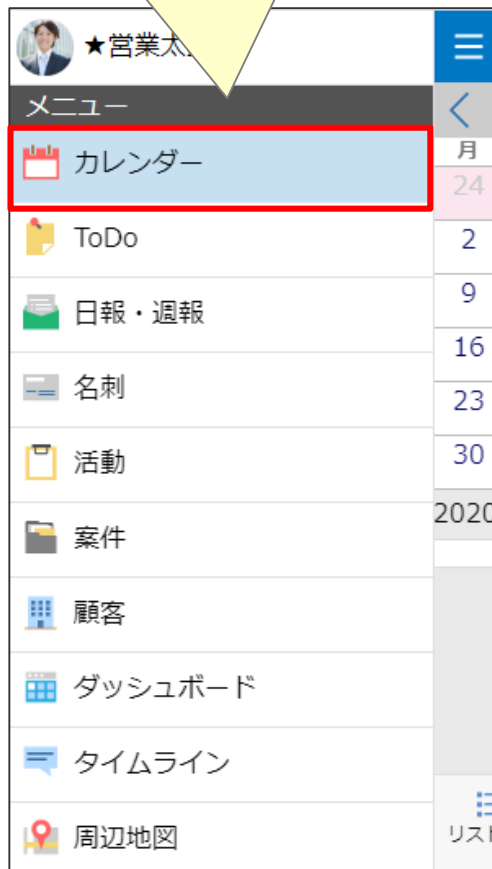 ★営業太
メニュー
カレンダー
ToDo
日報・週報
名刺
活動
案件
顧客
ダッシュボード
タイムライン
周辺地図
月
24
2
9
16
23
30
2020
リスト